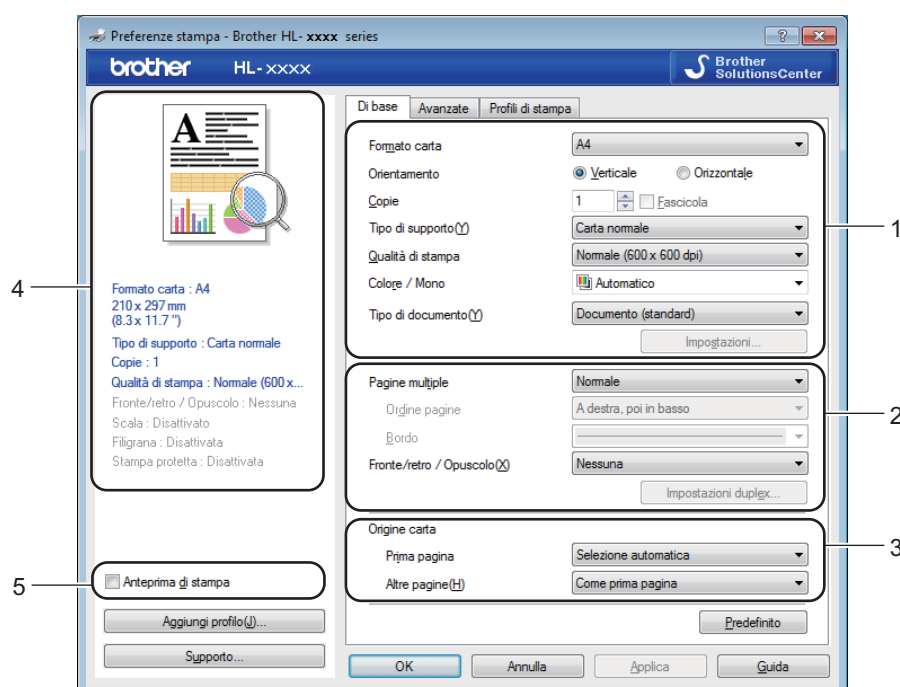 Preferenze stampa - Brother HL- xxxx series
brother HL-xxxx
Brother
SolutionsCenter
Di base Avanzate Profili di stampa
A
Formato carta A4
Orientamento Verticale Orizzontale
Copie 1 Fascicola
Tipo di supporto(Y) Carta normale
Qualità di stampa Normale (600 x 600 dpi)
Colore / Mono Automatico
Tipo di documento(Y) Documento (standard)
Impostazioni...
1
4
Formato carta : A4
210 x 297 mm
(8.3 x 11.7 ")
Tipo di supporto : Carta normale
Copie : 1
Qualità di stampa : Normale (600 x...
Fronte/retro / Opuscolo : Nessuna
Scala : Disattivato
Filigrana : Disattivata
Stampa protetta : Disattivata
Pagine multiple Normale
Ordine pagine A destra, poi in basso
Bordo
Fronte/retro / Opuscolo(X) Nessuna
Impostazioni duplex...
2
Origine carta
Prima pagina Selezione automatica
Altre pagine(H) Come prima pagina
3
5
Anteprima di stampa
Aggiungi profilo(J)...
Supporto...
Predefinito
OK Annulla Applica Guida